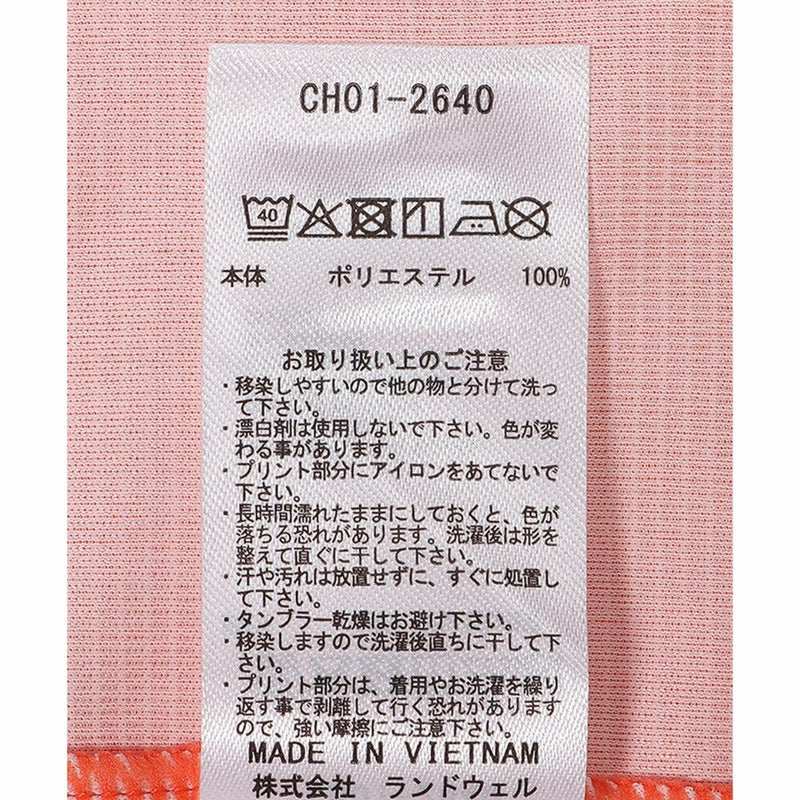 CH01-2640
40
本体 ポリエステル 100%
お取り扱い上のご注意
・移染しやすいので他の物と分けて洗っ
て下さい。
・漂白剤は使用しないで下さい。色が変
わる事があります。
・プリント部分にアイロンをあてないで
下さい。
・長時間濡れたままにしておくと、色が
落ちる恐れがあります。洗濯後は形を
整えて直ぐに干して下さい。
・汗や汚れは放置せずに、すぐに処置し
て下さい。
・タンブラー乾燥はお避け下さい。
・移染しますので洗濯後直ちに干して下
さい。
・プリント部分は、着用やお洗濯を繰り
返す事で剥離して行く恐れがあります
ので、強い摩擦にご注意下さい。
MADE IN VIETNAM
株式会社 ランドウェル